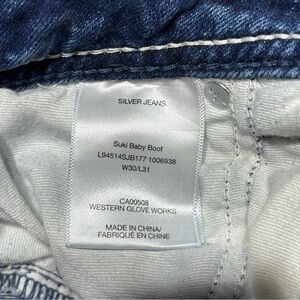 SILVER JEANS
Suki Baby Boot
L94514SJB177 1006938
W30/L31
CA00508
WESTERN GLOVE WORKS
MADE IN CHINA/
FABRIQUÉ EN CHINE